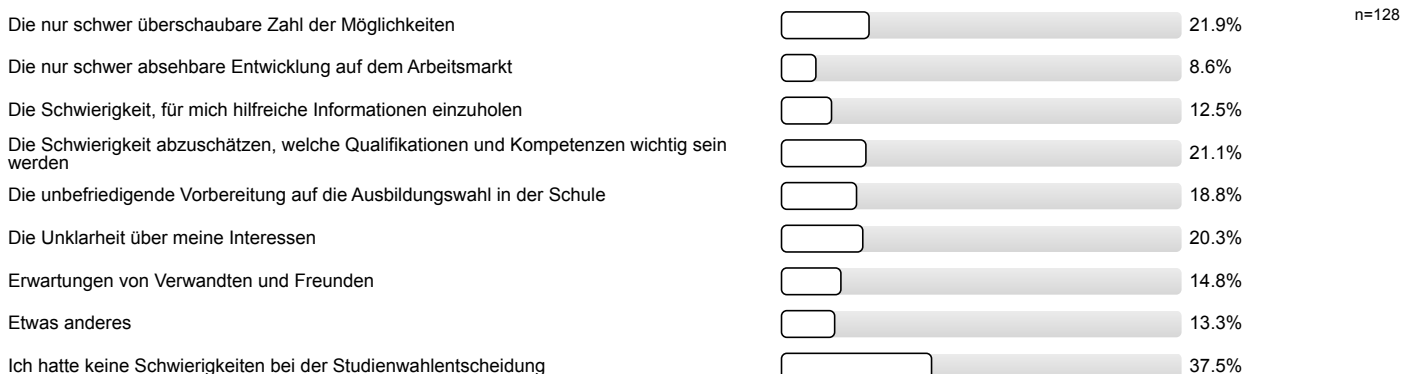 Die nur schwer überschaubare Zahl der Möglichkeiten 21.9% n=128
Die nur schwer absehbare Entwicklung auf dem Arbeitsmarkt 8.6%
Die Schwierigkeit, für mich hilfreiche Informationen einzuholen 12.5%
Die Schwierigkeit abzuschätzen, welche Qualifikationen und Kompetenzen wichtig sein
werden 21.1%
Die unbefriedigende Vorbereitung auf die Ausbildungswahl in der Schule 18.8%
Die Unklarheit über meine Interessen 20.3%
Erwartungen von Verwandten und Freunden 14.8%
Etwas anderes 13.3%
Ich hatte keine Schwierigkeiten bei der Studienwahlentscheidung 37.5%